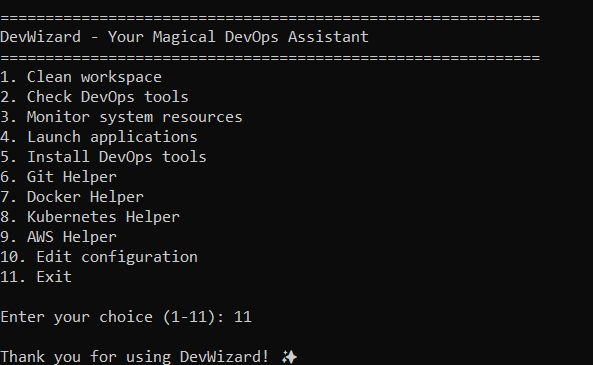 ============================================================
DevWizard - Your Magical DevOps Assistant
============================================================
1. Clean workspace
2. Check DevOps tools
3. Monitor system resources
4. Launch applications
5. Install DevOps tools
6. Git Helper
7. Docker Helper
8. Kubernetes Helper
9. AWS Helper
10. Edit configuration
11. Exit
Enter your choice (1-11): 11
Thank you for using DevWizard! ✨